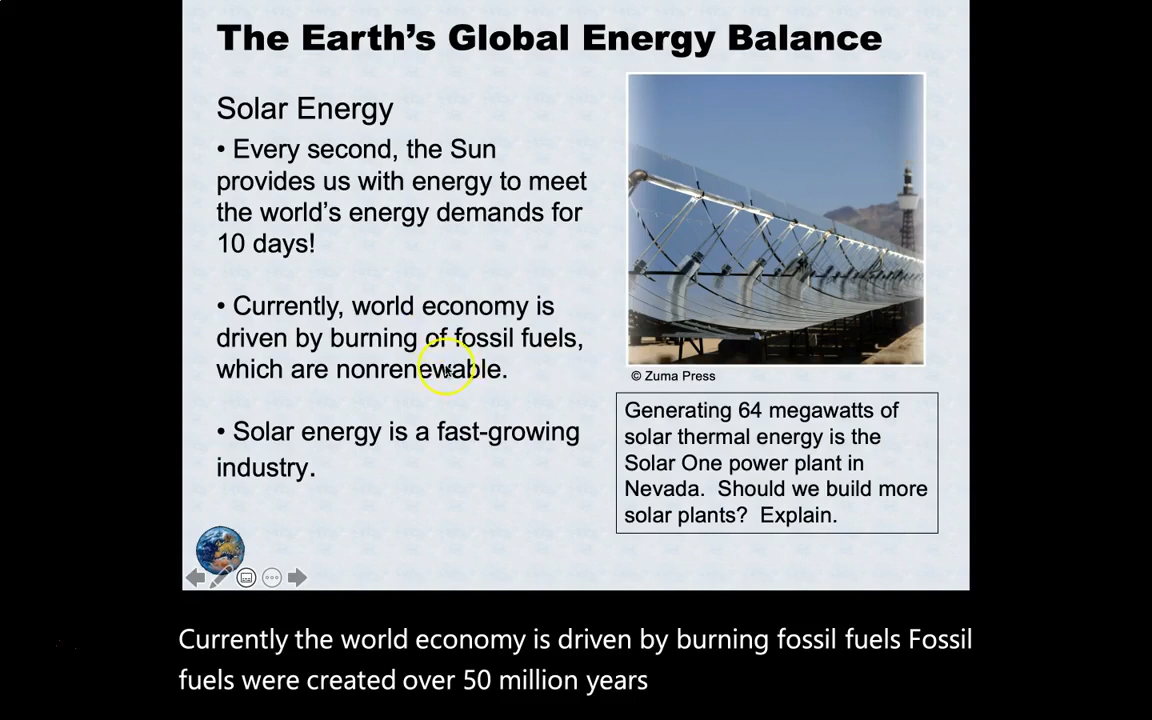 The Earth's Global Energy Balance
Solar Energy
• Every second, the Sun
provides us with energy to meet
the world's energy demands for
10 days!
• Currently, world economy is
driven by burning of fossil fuels,
which are nonrenewable.
• Solar energy is a fast-growing
industry.
© Zuma Press
Generating 64 megawatts of
solar thermal energy is the
Solar One power plant in
Nevada.  Should we build more
solar plants?  Explain.
Currently the world economy is driven by burning fossil fuels Fossil
fuels were created over 50 million years